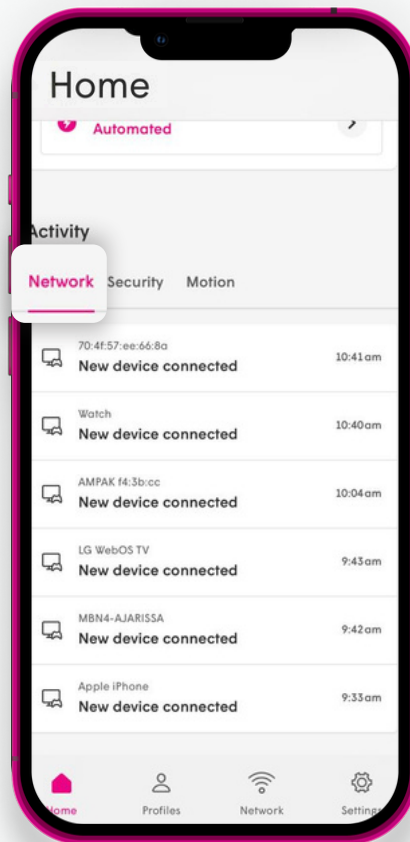 Home
Automated
Activity
Network Security Motion
70:4f:57:ee:66:8a
New device connected
10:41am
Watch
New device connected
10:40am
AMPAK f4:3b:cc
New device connected
10:04am
LG WebOS TV
New device connected
9:43am
MBN4-AJARISSA
New device connected
9:42am
Apple iPhone
New device connected
9:33am
Home Profiles Network Settings